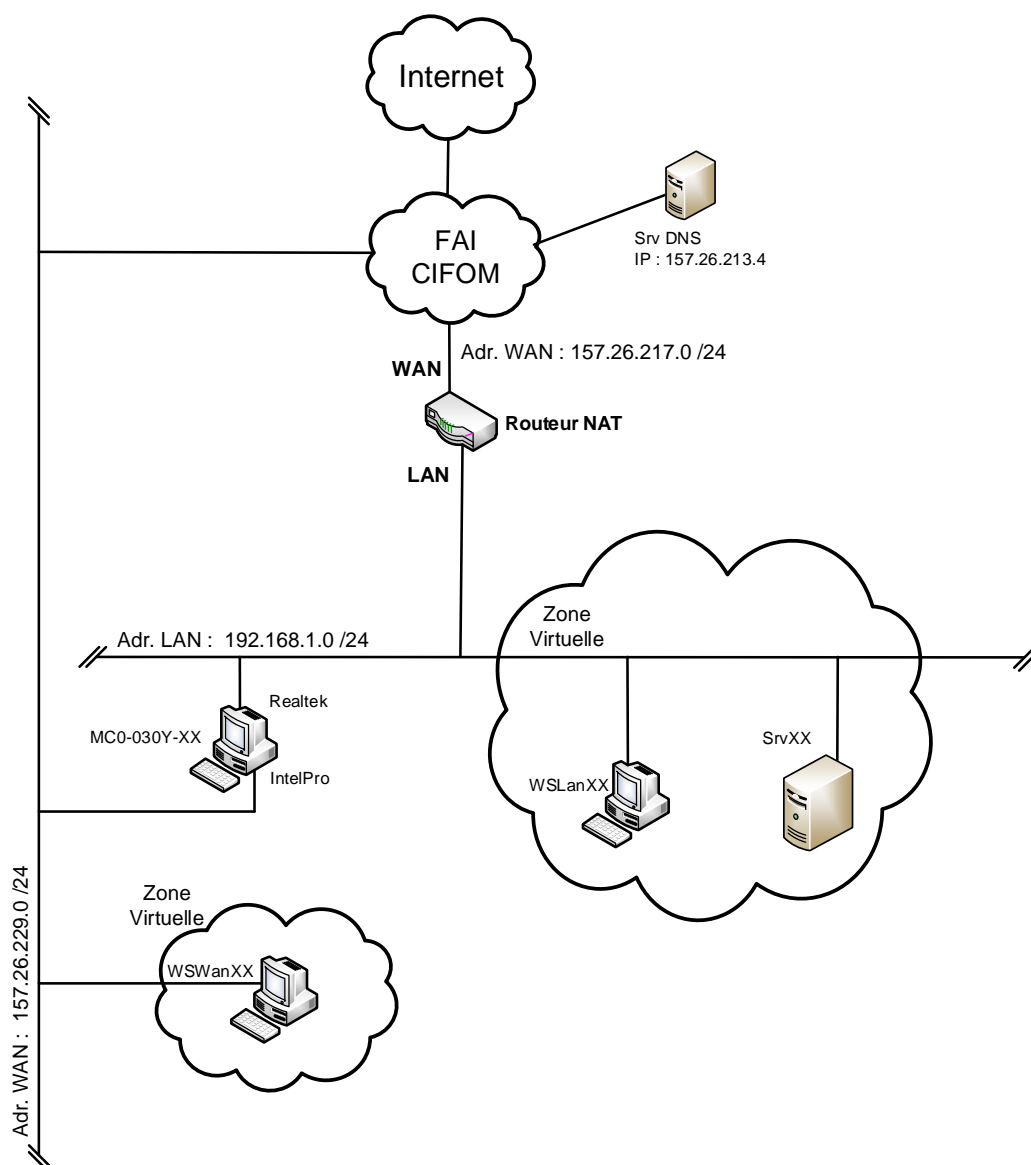 Internet
FAI
CIFOM
Srv DNS
IP : 157.26.213.4
Adr. WAN : 157.26.217.0 /24
WAN
Routeur NAT
LAN
Zone
Virtuelle
Adr. LAN :  192.168.1.0 /24
Realtek
MC0-030Y-XX
IntelPro
SrvXX
WSLanXX
Zone
Virtuelle
WSWanXX
Adr. WAN :  157.26.229.0 /24